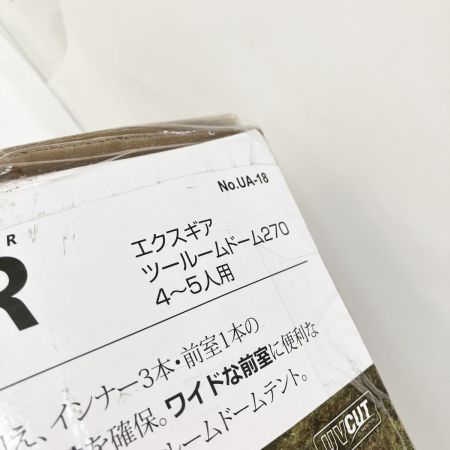 No.UA-18
R
R
エクスギア
ツールームドーム270
4〜5人用
え、インナー3本・前室1本の
を確保。ワイドな前室に便利な
ルームドームテント。
UV CUT